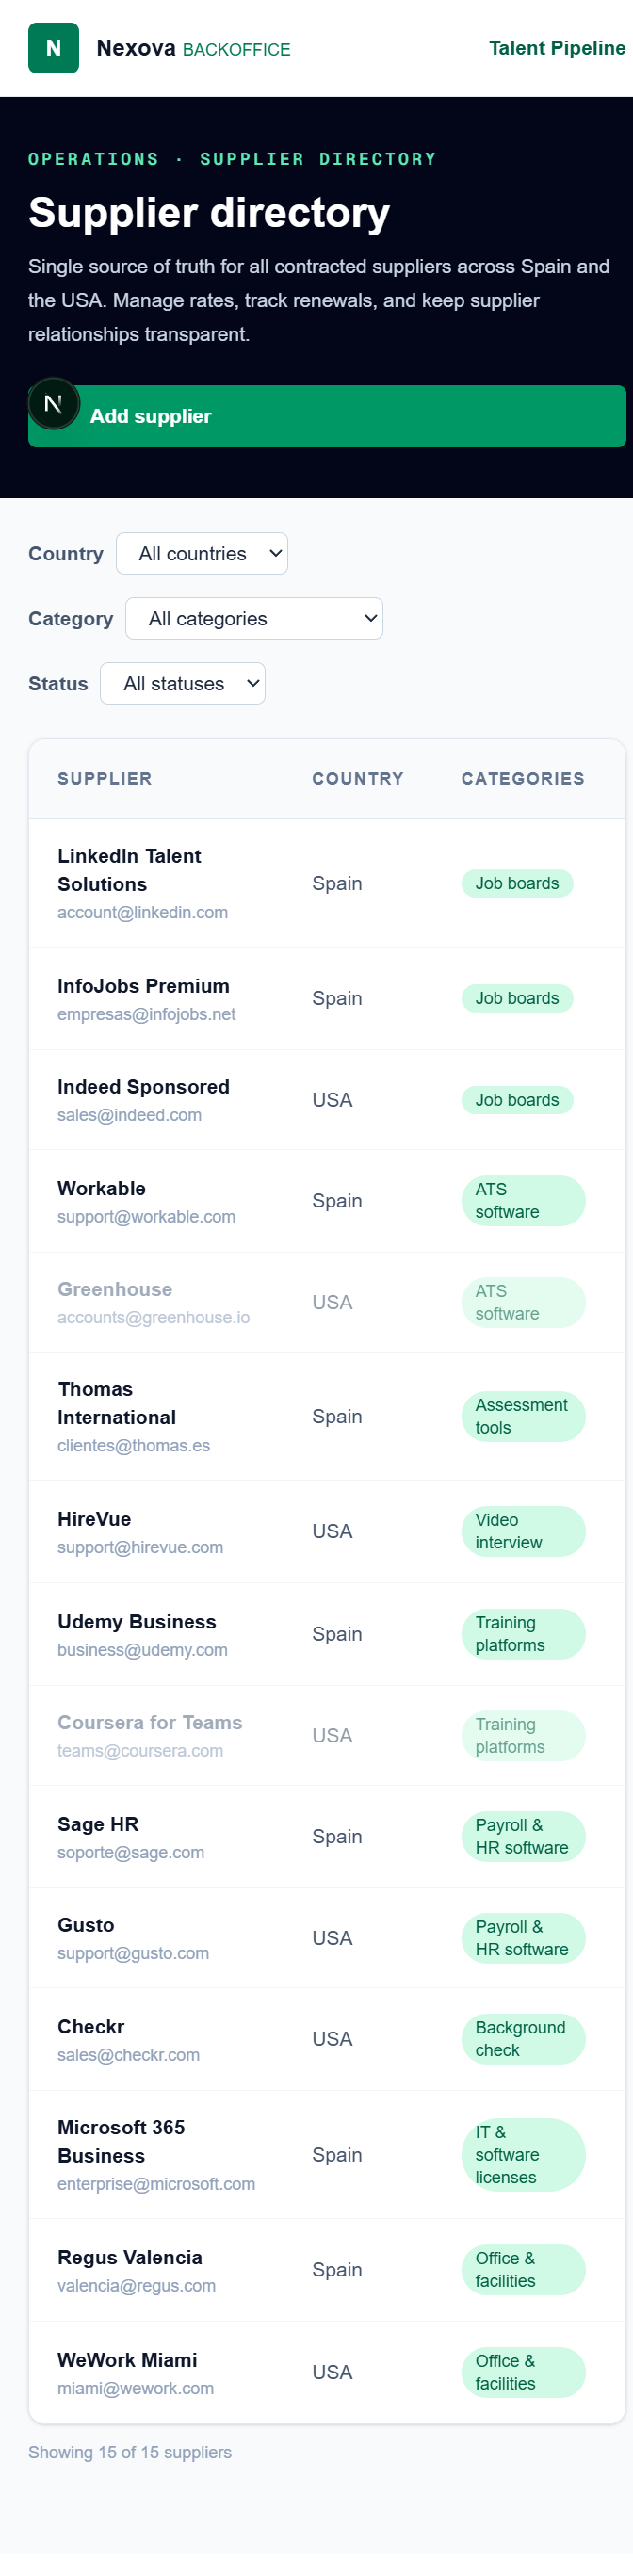 N Nexova BACKOFFICE Talent Pipeline
OPERATIONS · SUPPLIER DIRECTORY
Supplier directory
Single source of truth for all contracted suppliers across Spain and
the USA. Manage rates, track renewals, and keep supplier
relationships transparent.
N Add supplier
Country All countries
Category All categories
Status All statuses
SUPPLIER COUNTRY CATEGORIES
LinkedIn Talent
Solutions
account@linkedin.com
Spain
Job boards
InfoJobs Premium
empresas@infojobs.net
Spain
Job boards
Indeed Sponsored
sales@indeed.com
USA
Job boards
Workable
support@workable.com
Spain
ATS
software
Greenhouse
accounts@greenhouse.io
USA
ATS
software
Thomas
International
clientes@thomas.es
Spain
Assessment
tools
HireVue
support@hirevue.com
USA
Video
interview
Udemy Business
business@udemy.com
Spain
Training
platforms
Coursera for Teams
teams@coursera.com
USA
Training
platforms
Sage HR
soporte@sage.com
Spain
Payroll &
HR software
Gusto
support@gusto.com
USA
Payroll &
HR software
Checkr
sales@checkr.com
USA
Background
check
Microsoft 365
Business
enterprise@microsoft.com
Spain
IT &
software
licenses
Regus Valencia
valencia@regus.com
Spain
Office &
facilities
WeWork Miami
miami@wework.com
USA
Office &
facilities
Showing 15 of 15 suppliers